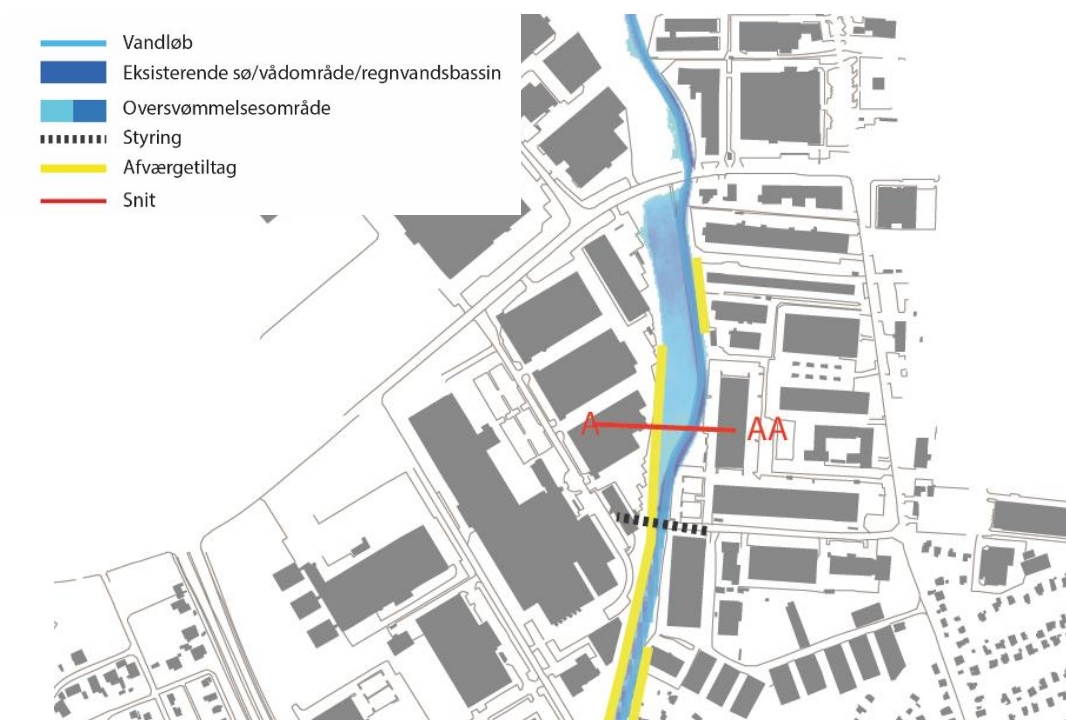 Vandløb
Eksisterende sø/vådområde/regnvandsbassin
Oversvømmelsesområde
Styring
Afværgetiltag
Snit
A
AA